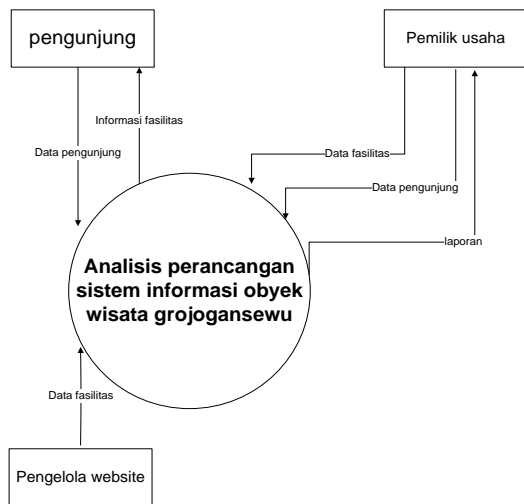 pengunjung
Pemilik usaha
Informasi fasilitas
Data pengunjung
Data fasilitas
Data pengunjung
laporan
Analisis perancangan
sistem informasi obyek
wisata grojogansewu
Data fasilitas
Pengelola website